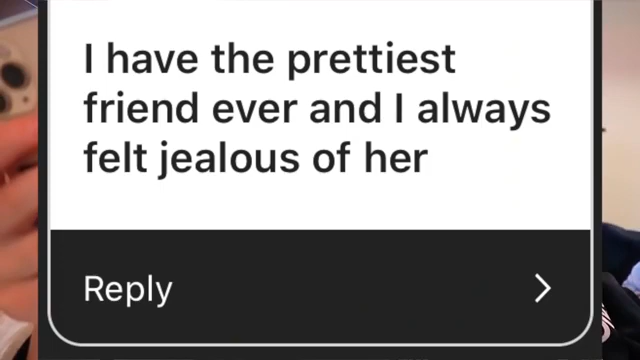 I have the prettiest
friend ever and I always
felt jealous of her
Reply